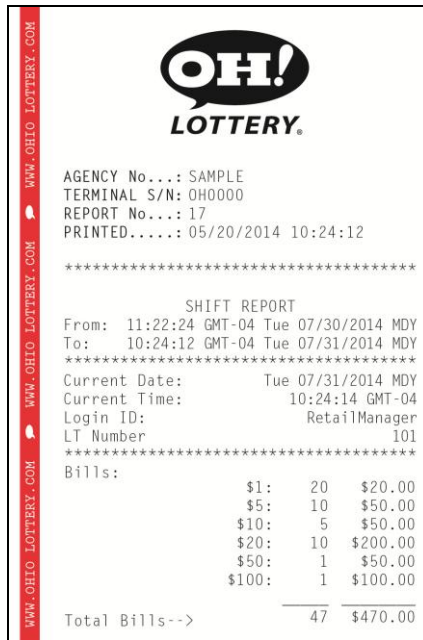 OH!
LOTTERY®
AGENCY No...: SAMPLE
TERMINAL S/N: OH0000
REPORT No...: 17
PRINTED.....: 05/20/2014 10:24:12
**************************************
SHIFT REPORT
From: 11:22:24 GMT-04 Tue 07/30/2014 MDY
To: 10:24:12 GMT-04 Tue 07/31/2014 MDY
**************************************
Current Date: Tue 07/31/2014 MDY
Current Time: 10:24:14 GMT-04
Login ID: RetailManager
LT Number 101
**************************************
Bills:
$1: 20 $20.00
$5: 10 $50.00
$10: 5 $50.00
$20: 10 $200.00
$50: 1 $50.00
$100: 1 $100.00
Total Bills--> 47 $470.00
WWW.OHIO LOTTERY.COM WWW.OHIO LOTTERY.COM WWW.OHIO LOTTERY.COM